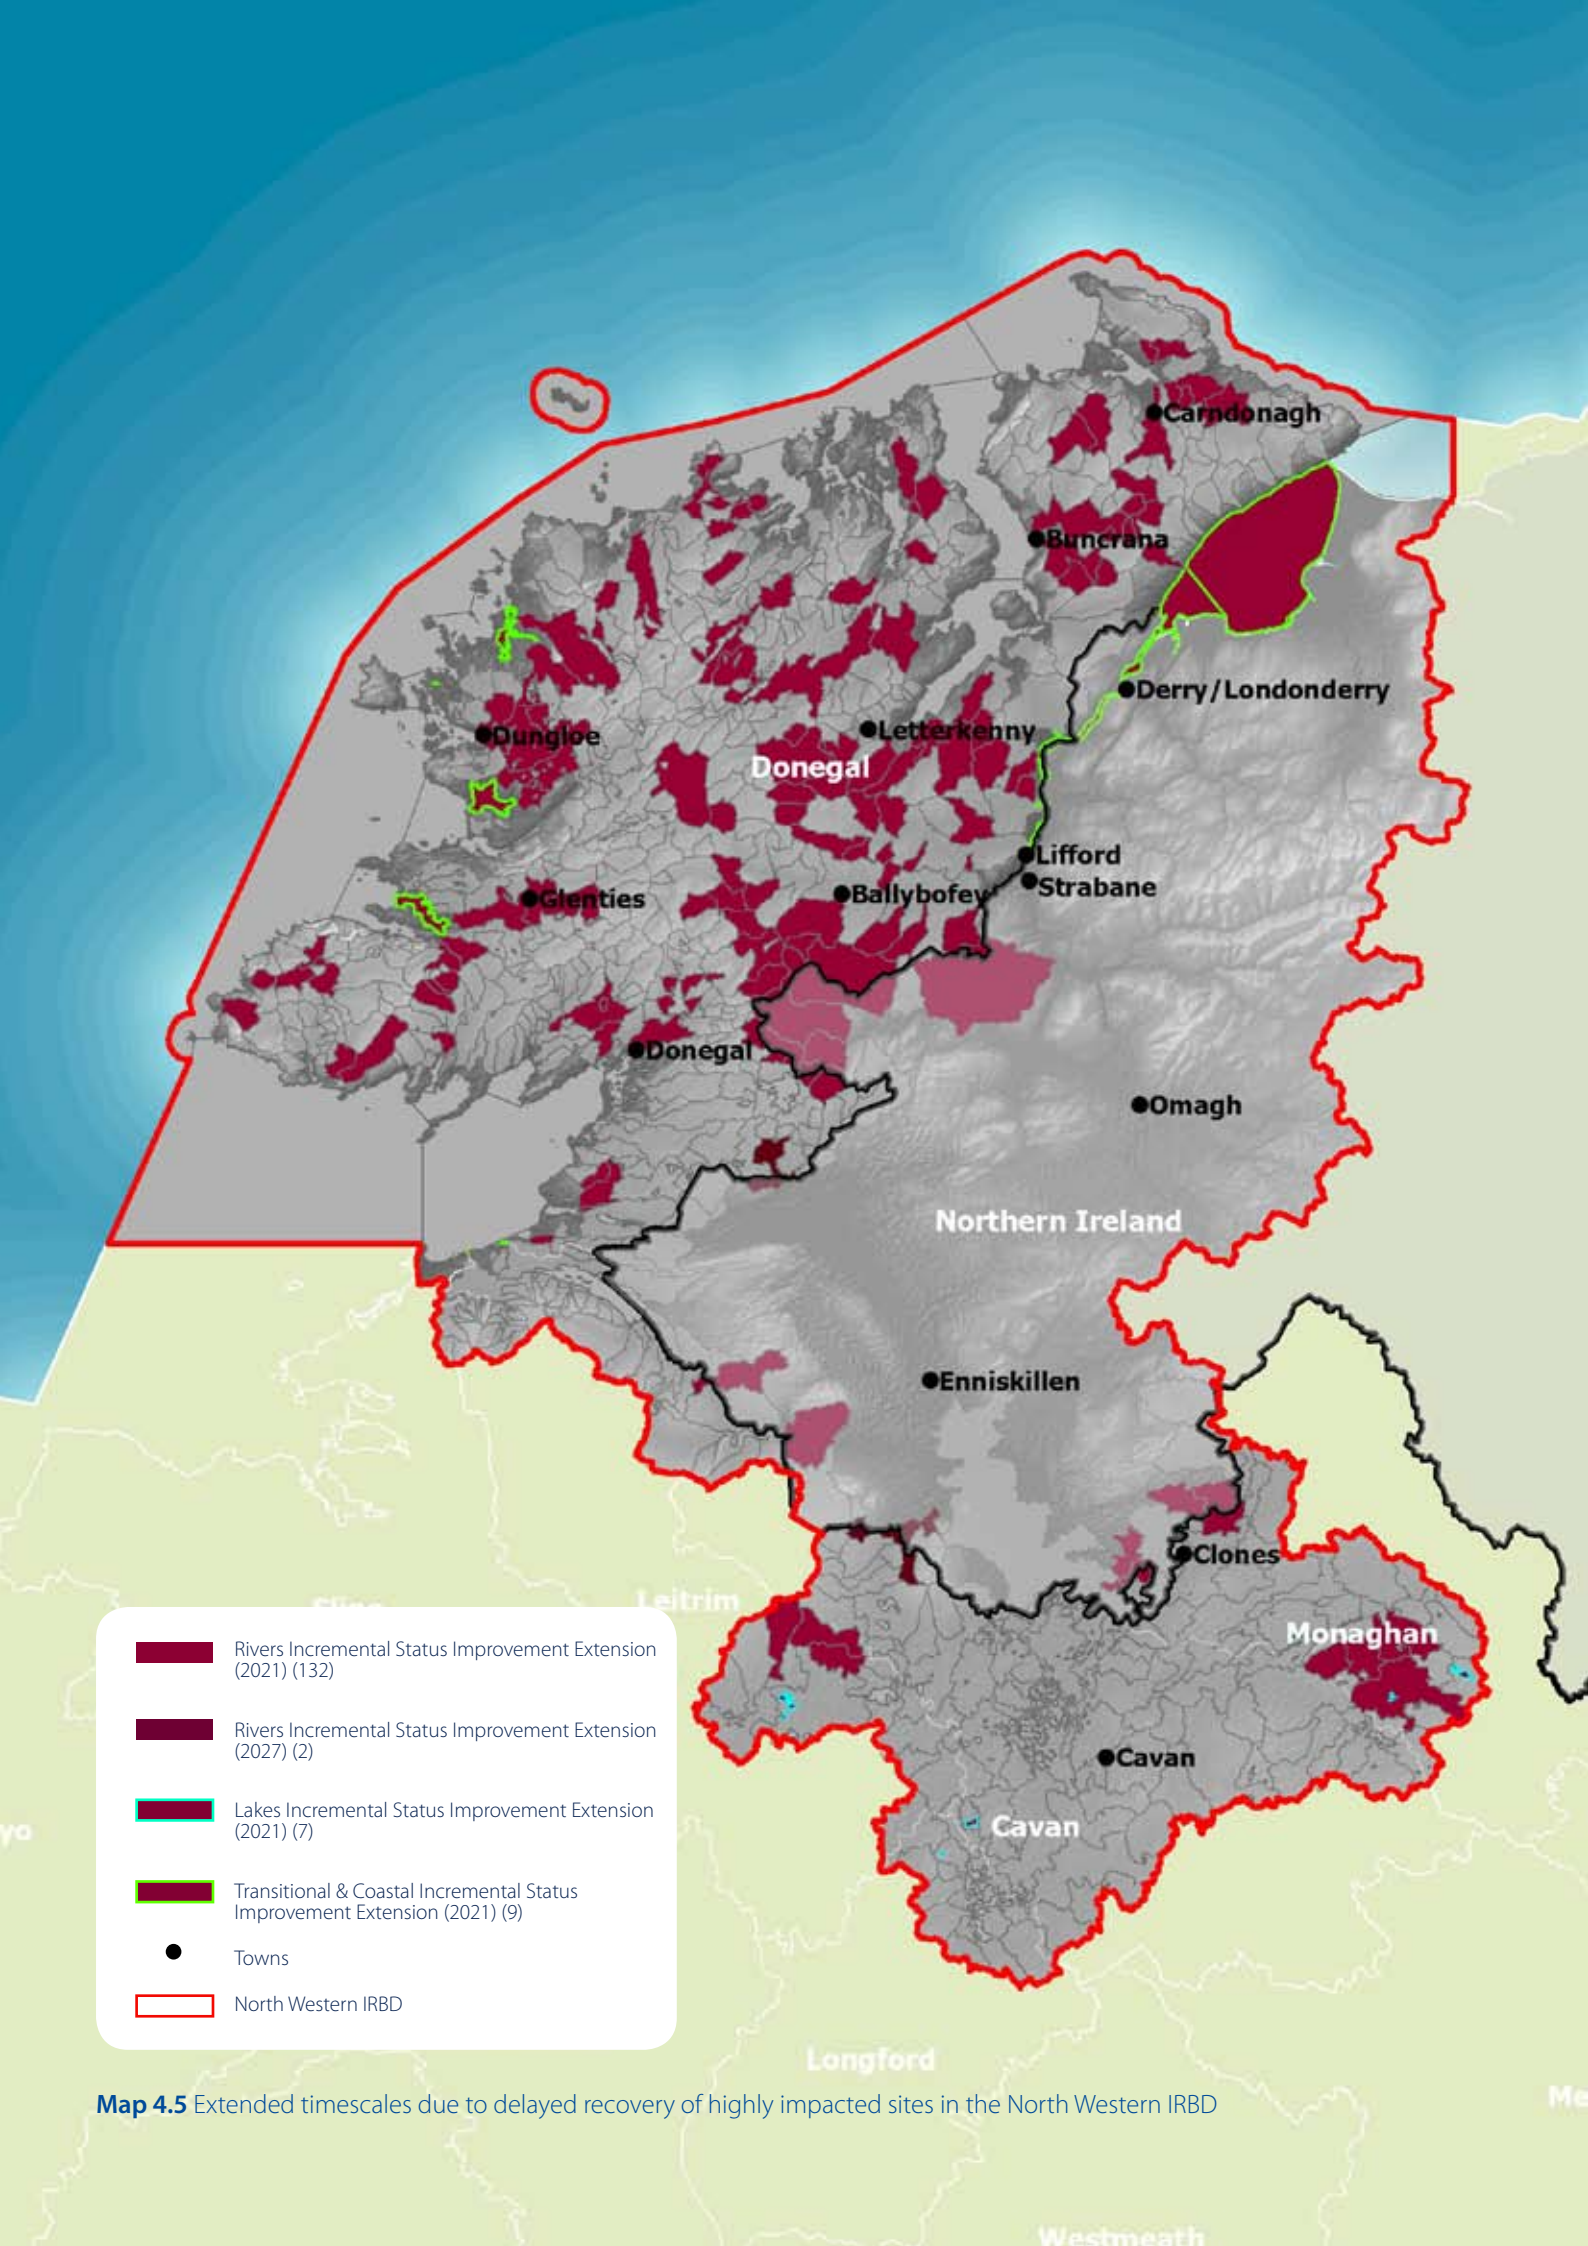 Carndonagh
Buncrana
Derry/Londonderry
Dungloe
Letterkenny
Donegal
Lifford
Strabane
Glenties
Ballybofey
Donegal
Omagh
Northern Ireland
Enniskillen
Clones
Leitrim
Monaghan
Cavan
Cavan
Longford
Westmeath
Rivers Incremental Status Improvement Extension
(2021) (132)
Rivers Incremental Status Improvement Extension
(2027) (2)
Lakes Incremental Status Improvement Extension
(2021) (7)
Transitional & Coastal Incremental Status
Improvement Extension (2021) (9)
Towns
North Western IRBD
Map 4.5 Extended timescales due to delayed recovery of highly impacted sites in the North Western IRBD